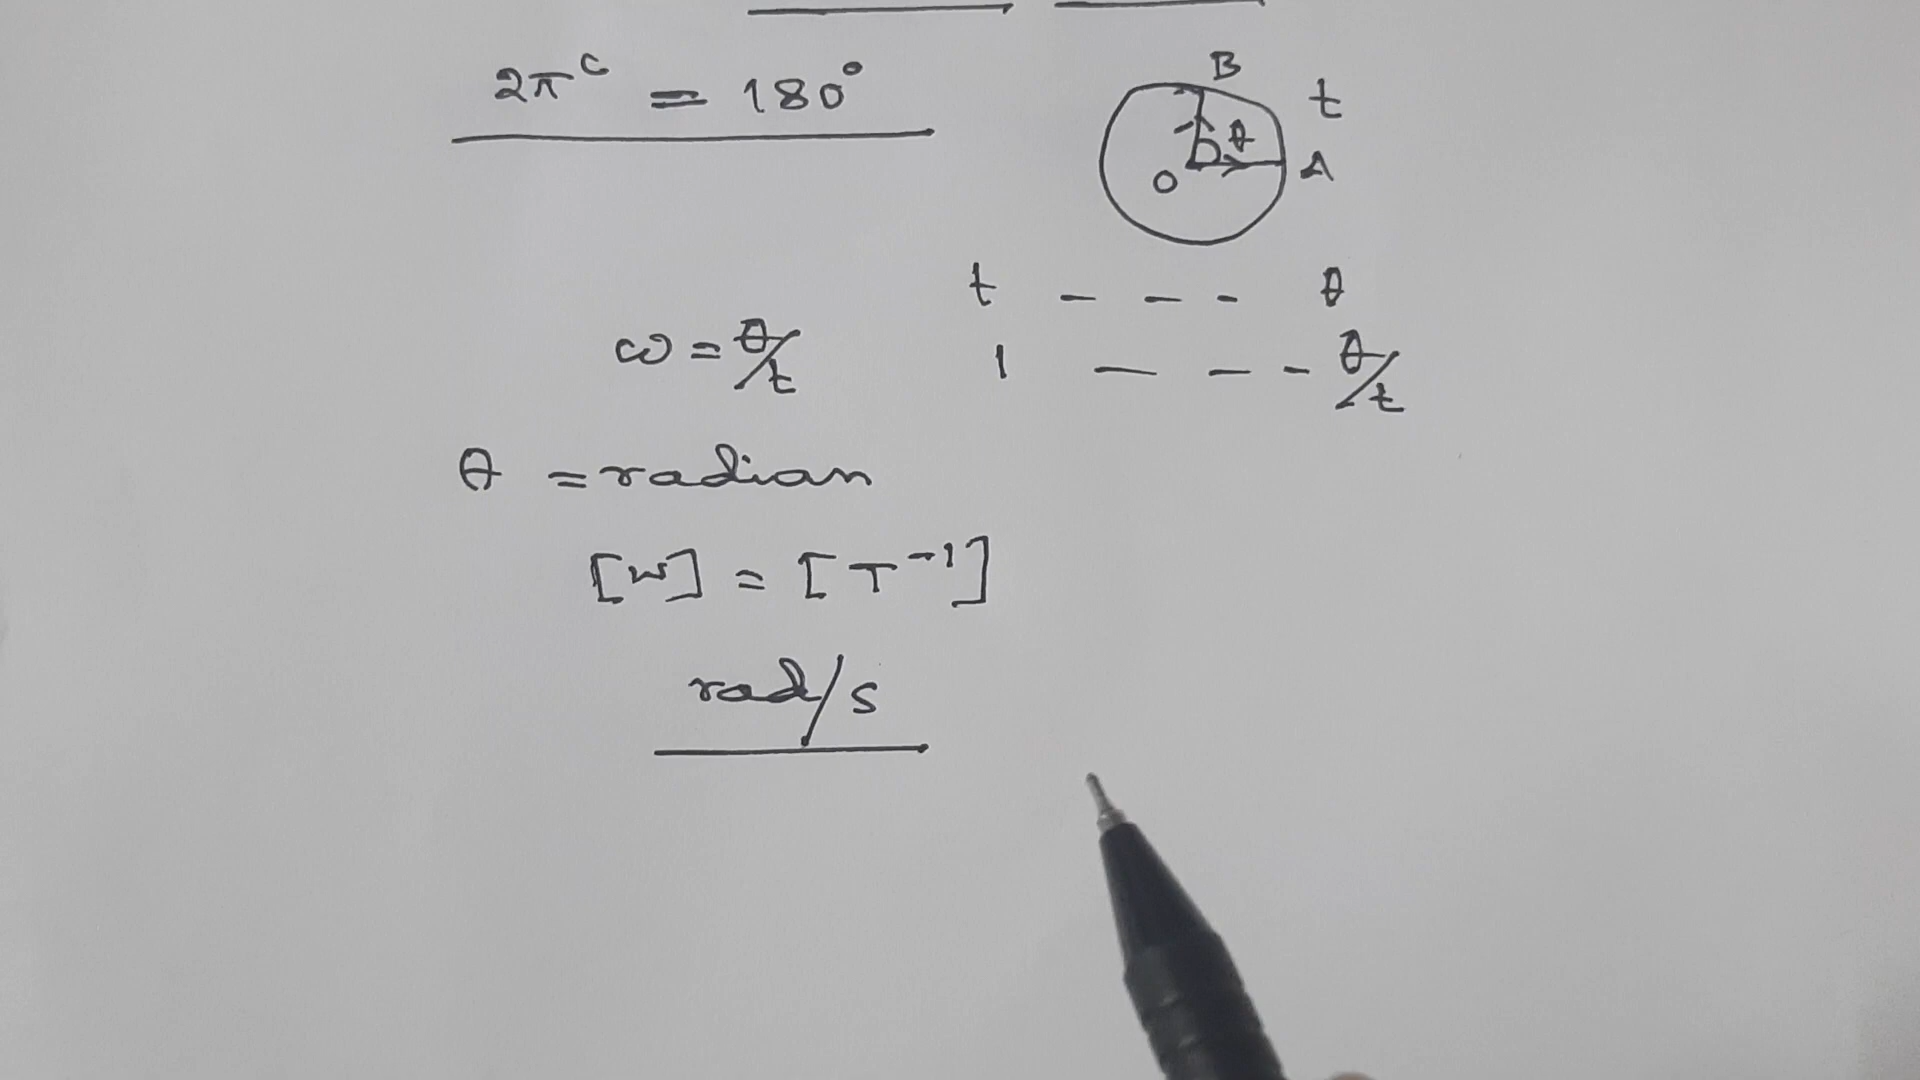 2π^c = 180°
B
t
θ
A
O
t - - - θ
ω = θ/t
1 - - - θ/t
θ = radian
[ω] = [T^-1]
rad/s